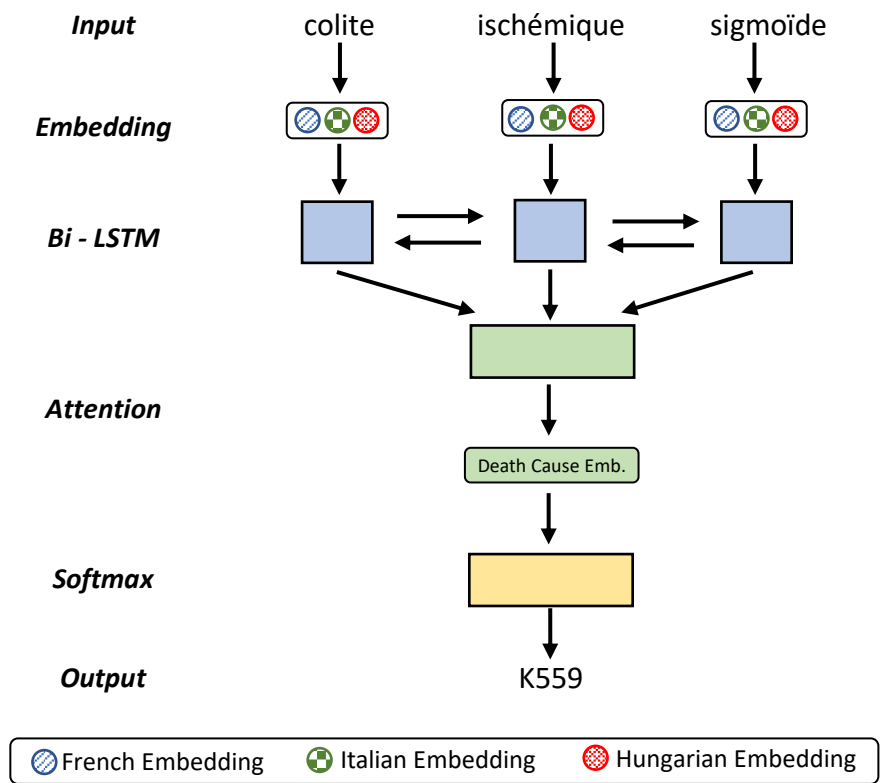 Input colite ischémique sigmoïde
Embedding
Bi - LSTM
Attention
Death Cause Emb.
Softmax
Output K559
French Embedding Italian Embedding Hungarian Embedding